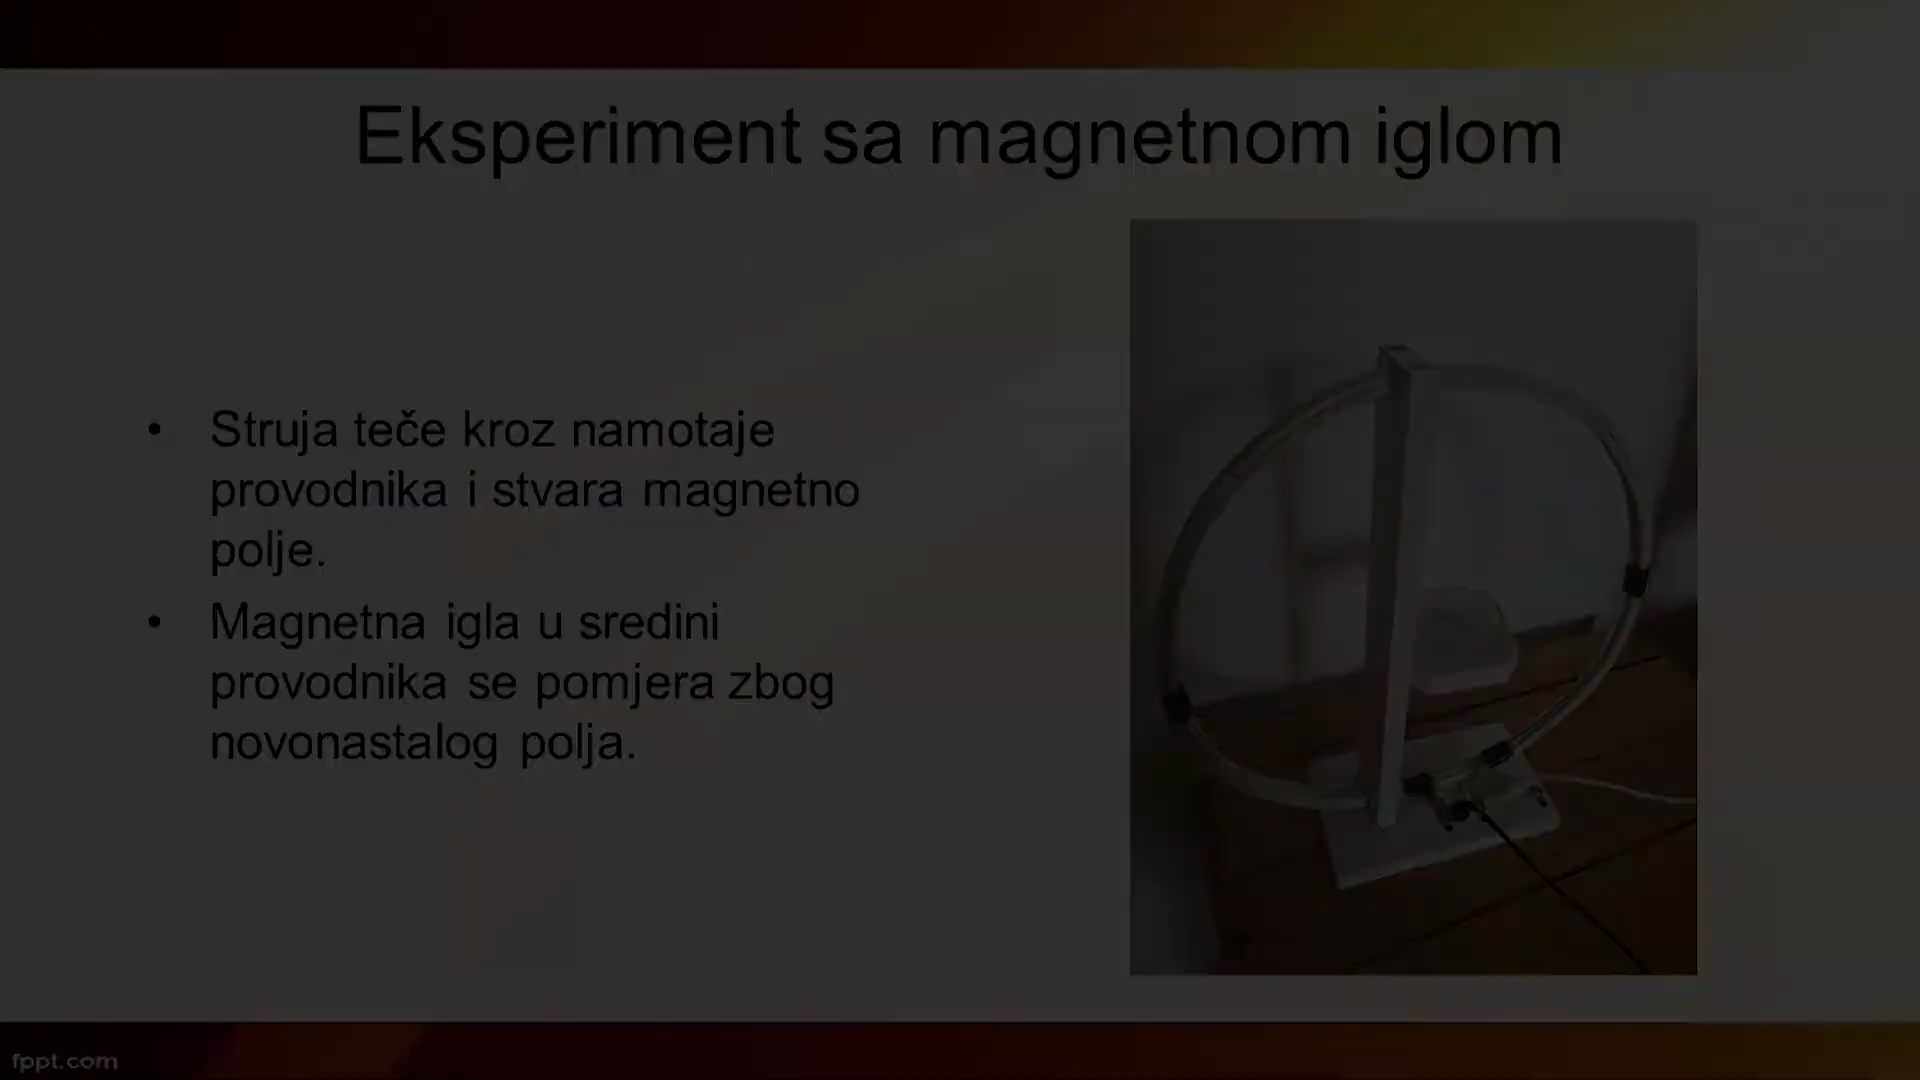 Eksperiment sa magnetnom iglom
• Struja teče kroz namotaje
provodnika i stvara magnetno
polje.
• Magnetna igla u sredini
provodnika se pomjera zbog
novonastalog polja.
fppt.com